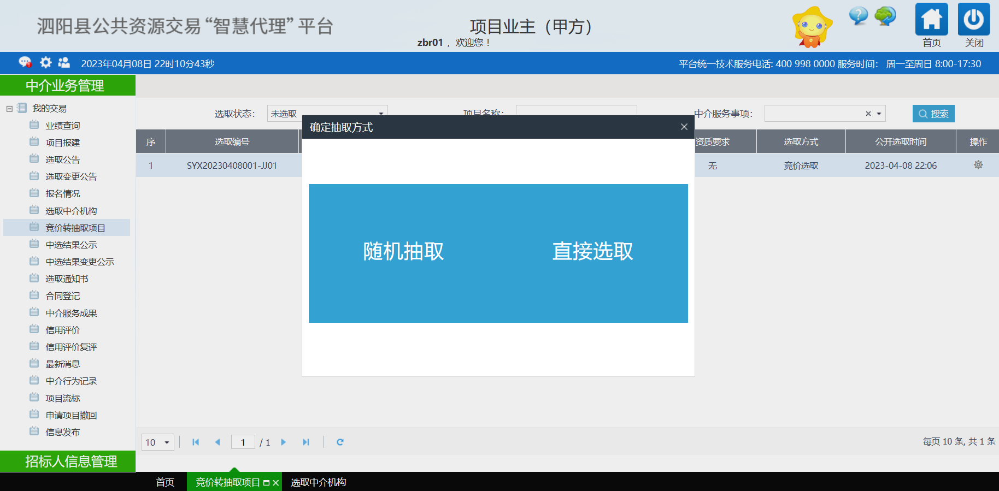 泗阳县公共资源交易“智慧代理”平台
项目业主（甲方）
zbr01 ，欢迎您！
首页
关闭
2023年04月08日 22时10分43秒
平台统一技术服务电话: 400 998 0000 服务时间： 周一至周日 8:00-17:30
中介业务管理
我的交易
业绩查询
项目报建
选取公告
选取变更公告
报名情况
选取中介机构
竞价转抽取项目
中选结果公示
中选结果变更公示
选取通知书
合同登记
中介服务成果
信用评价
信用评价复评
最新消息
中介行为记录
项目流标
申请项目撤回
信息发布
招标人信息管理
选取状态： 未选取 项目名称： 中介服务事项： 搜索
序 选取编号 资质要求 选取方式 公开选取时间 操作
1 SYX20230408001-JJ01 无 竞价选取 2023-04-08 22:06
确定抽取方式
随机抽取 直接选取
10 1 / 1 每页 10 条, 共 1 条
首页 竞价转抽取项目 选取中介机构